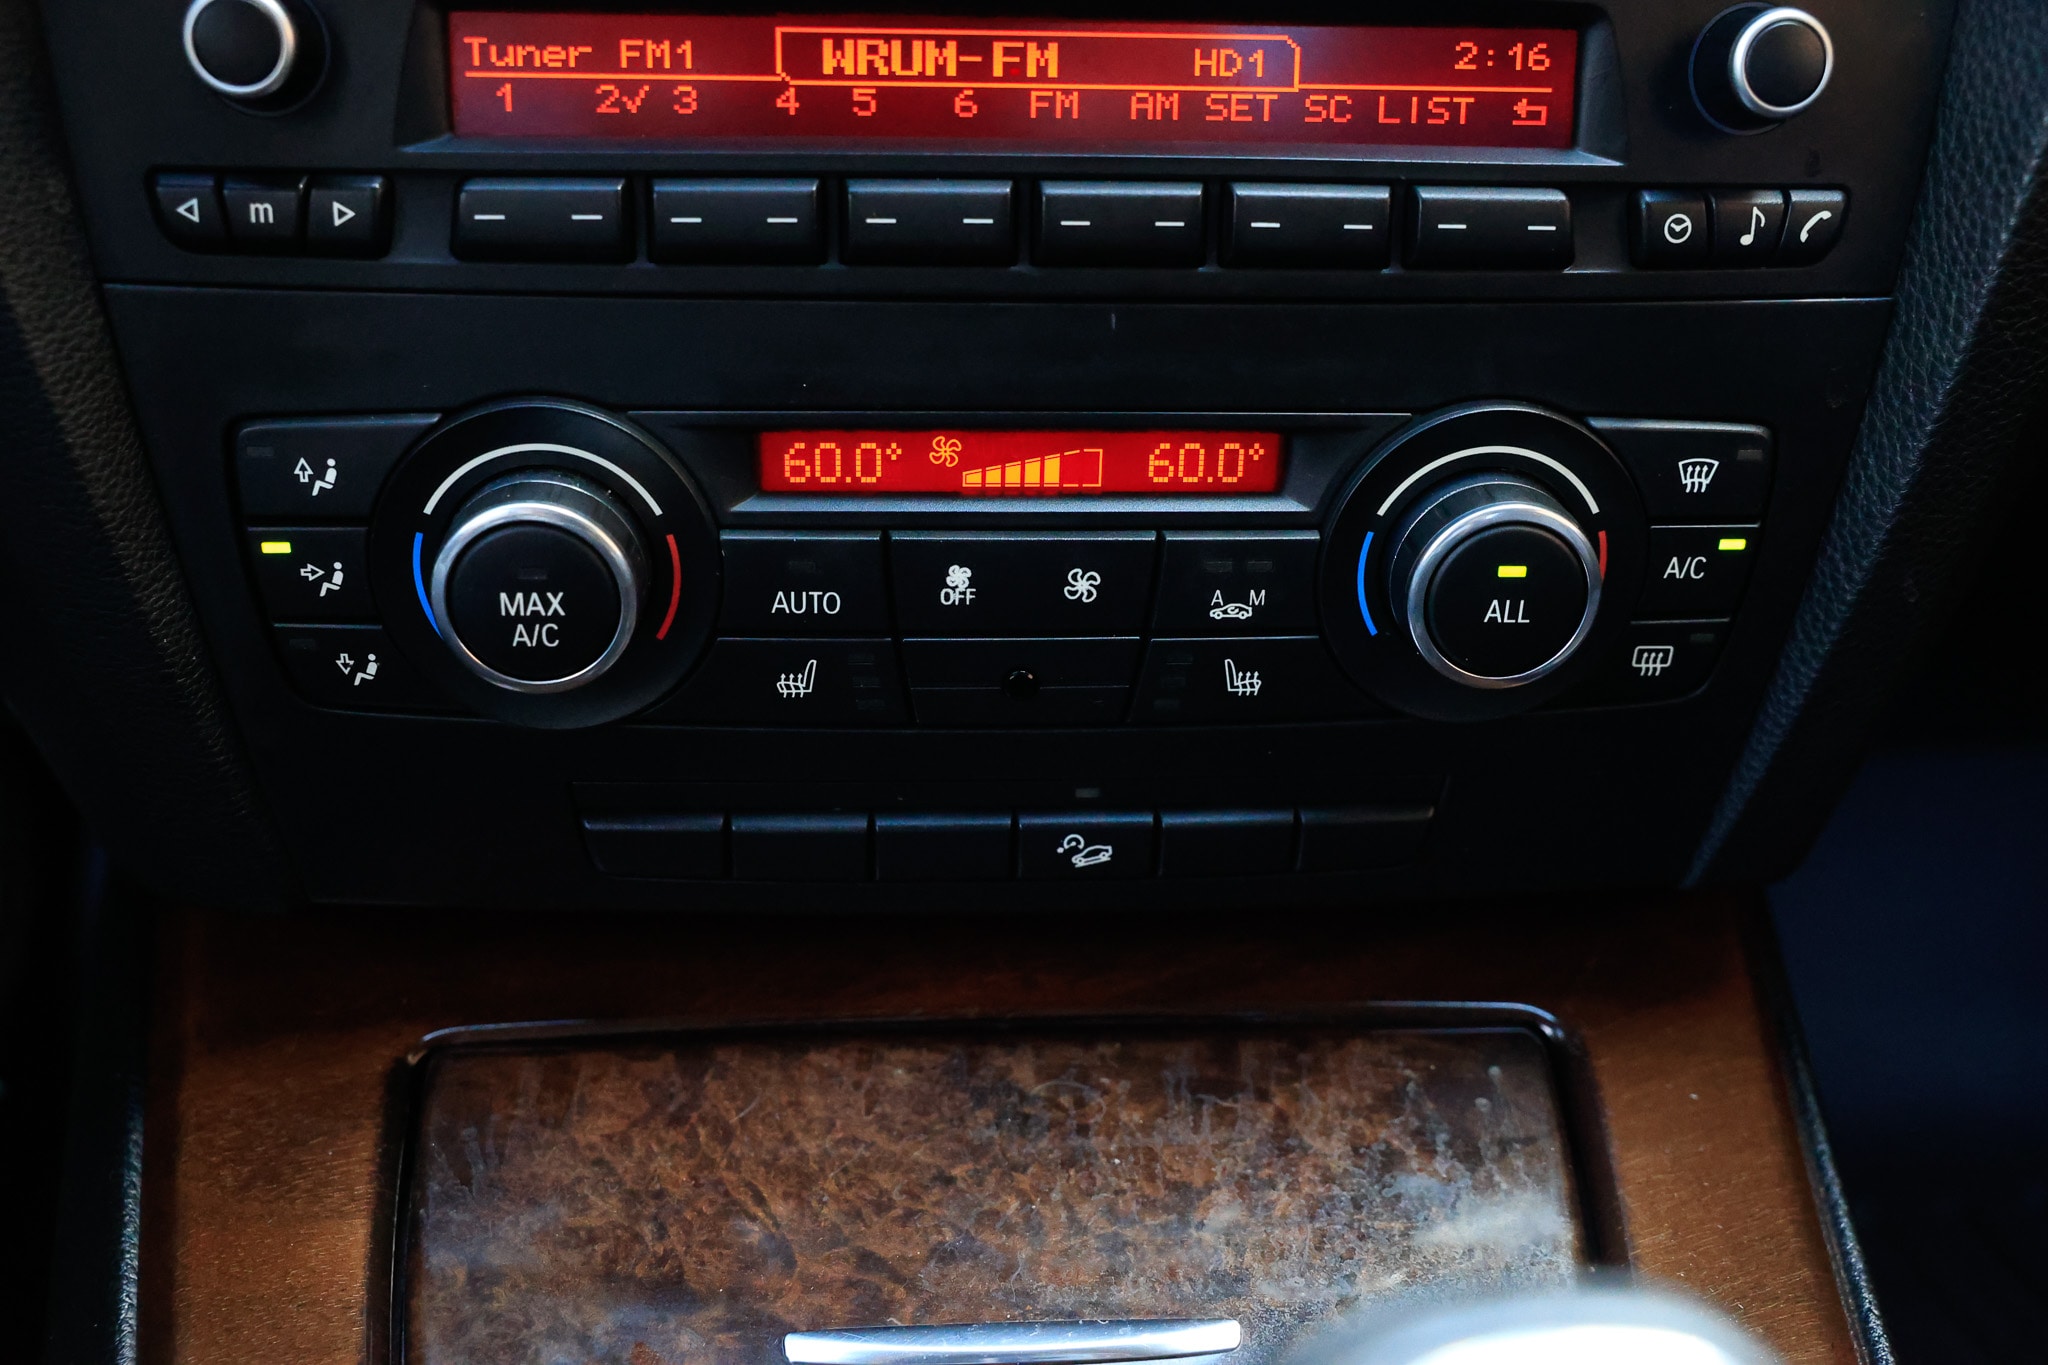 Tuner FM1 WRUM-FM HD1 2:16
1 2√ 3 4 5 6 FM AM SET SC LIST
m
60.0° 60.0°
MAX
A/C
AUTO
OFF
A M
ALL
A/C